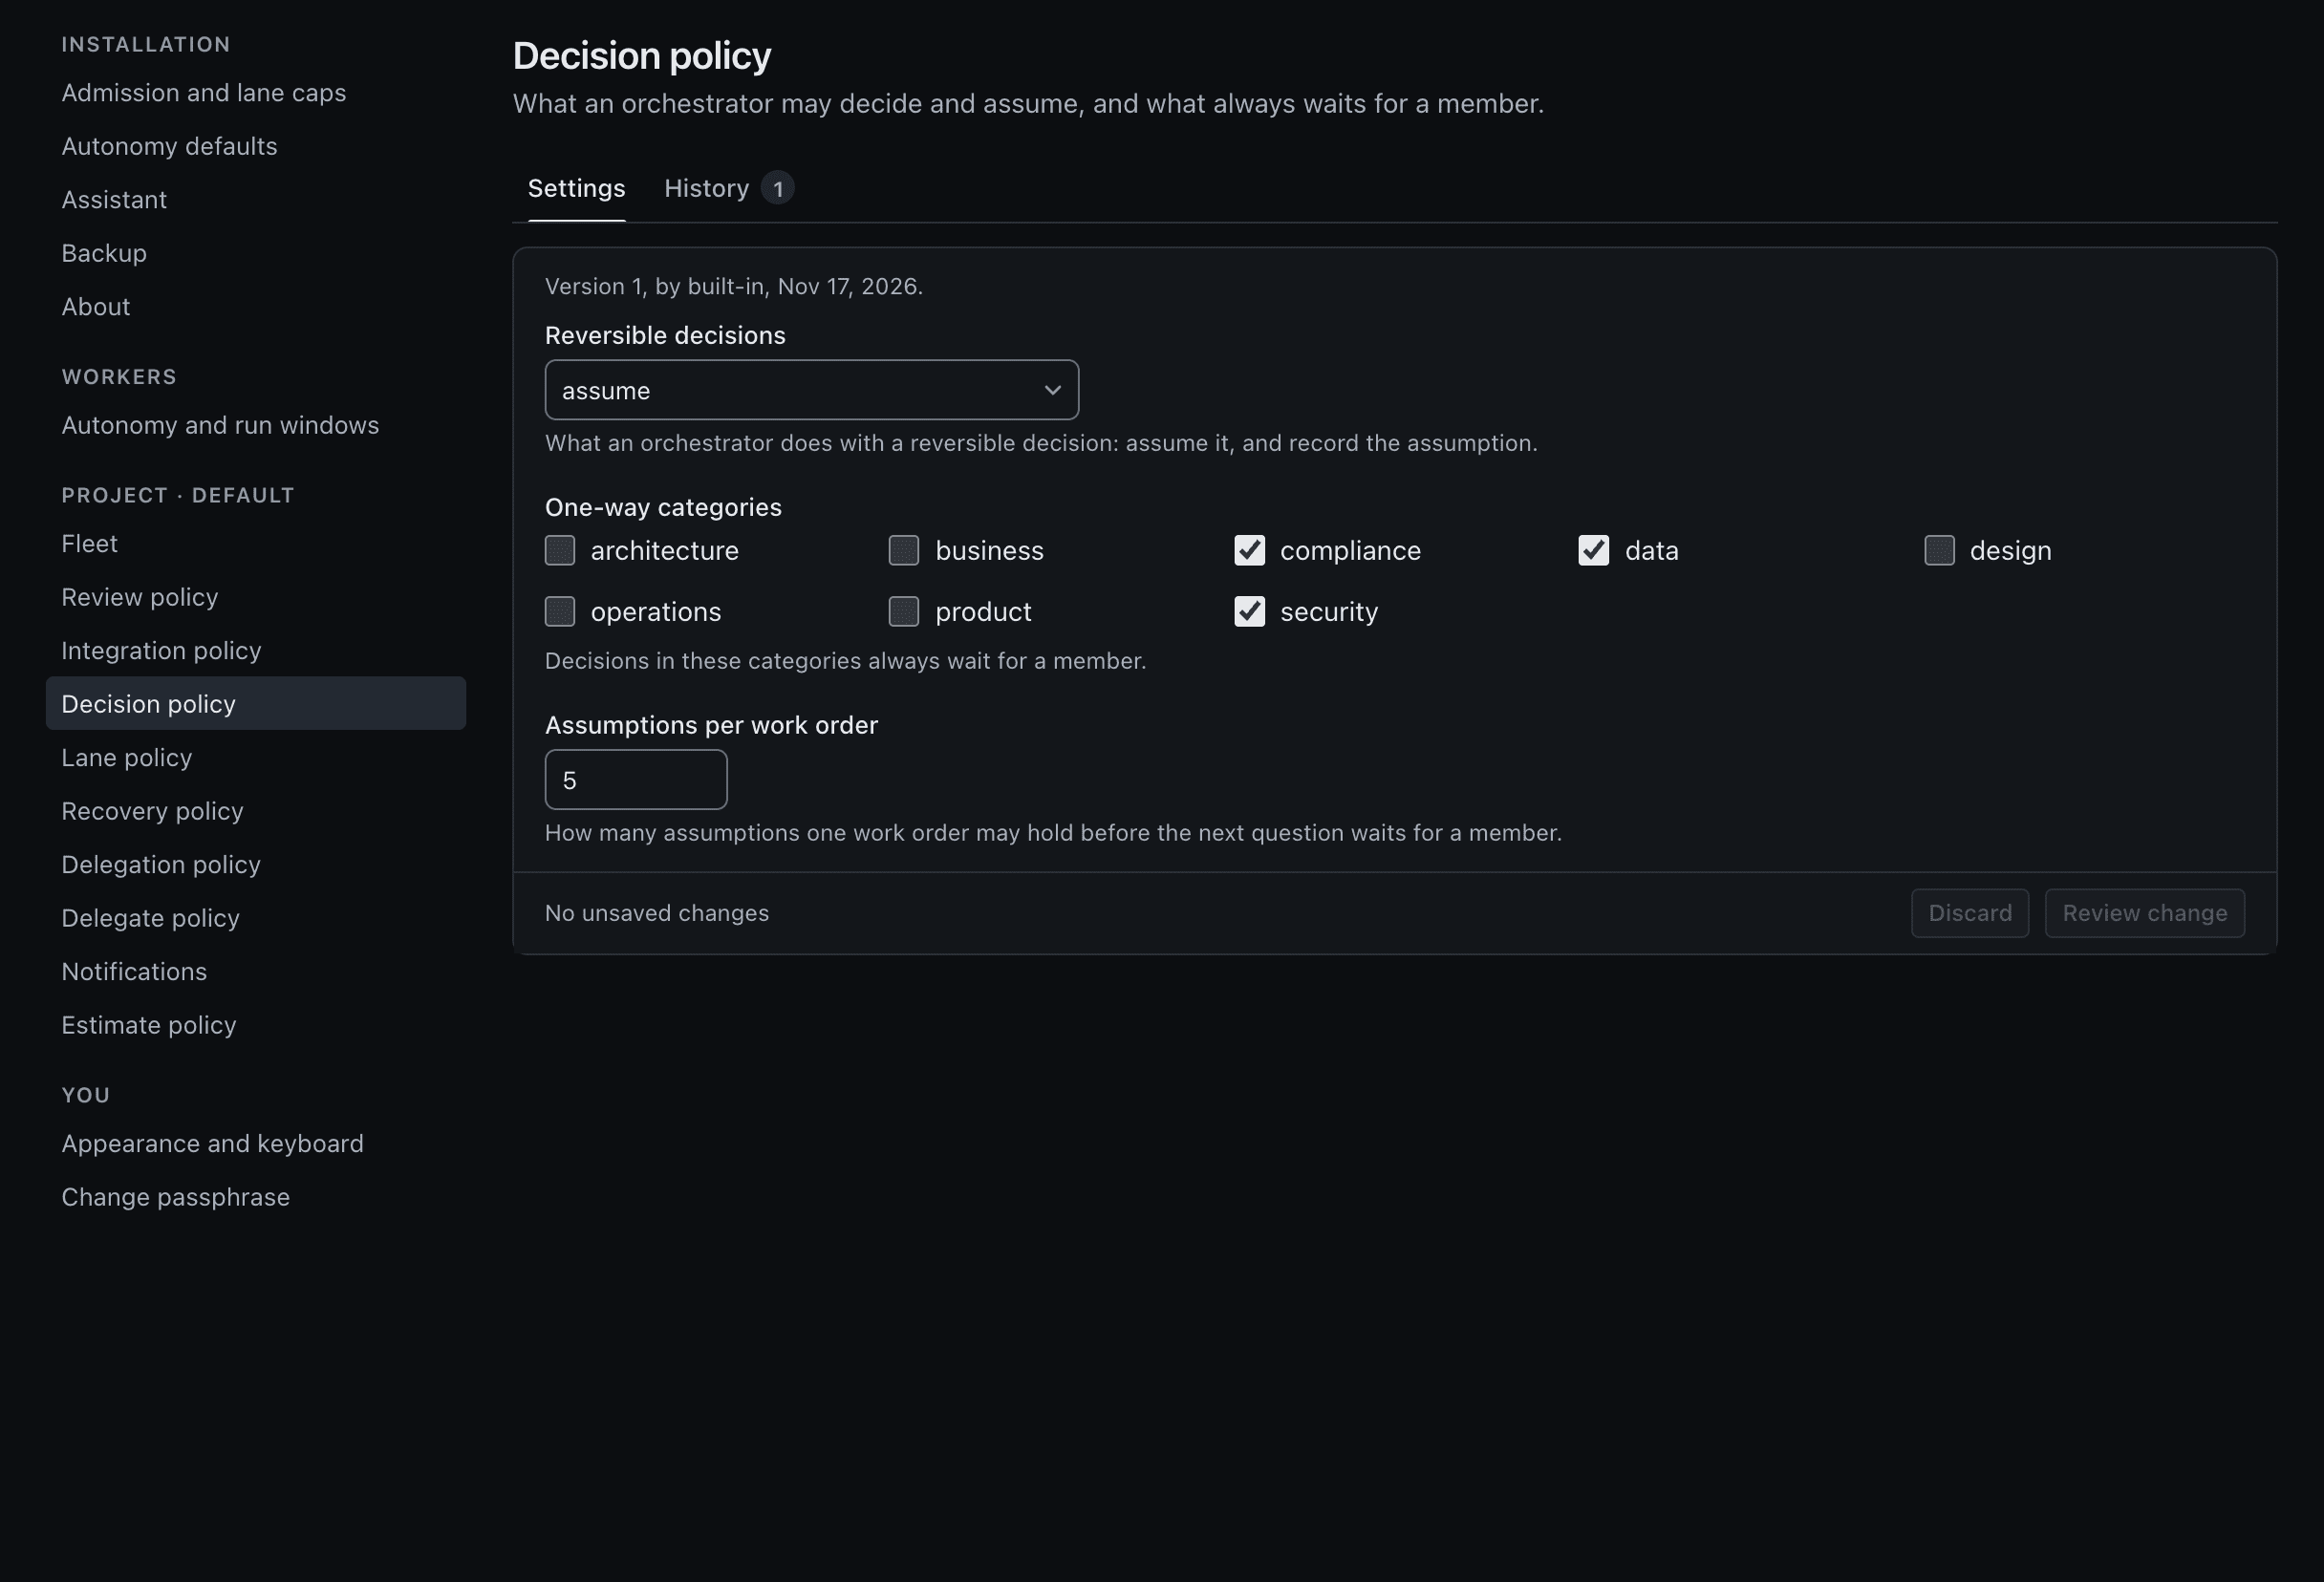 INSTALLATION
Admission and lane caps
Autonomy defaults
Assistant
Backup
About
WORKERS
Autonomy and run windows
PROJECT · DEFAULT
Fleet
Review policy
Integration policy
Decision policy
Lane policy
Recovery policy
Delegation policy
Delegate policy
Notifications
Estimate policy
YOU
Appearance and keyboard
Change passphrase
Decision policy
What an orchestrator may decide and assume, and what always waits for a member.
Settings History 1
Version 1, by built-in, Nov 17, 2026.
Reversible decisions
assume
What an orchestrator does with a reversible decision: assume it, and record the assumption.
One-way categories
architecture business compliance data design
operations product security
Decisions in these categories always wait for a member.
Assumptions per work order
5
How many assumptions one work order may hold before the next question waits for a member.
No unsaved changes Discard Review change